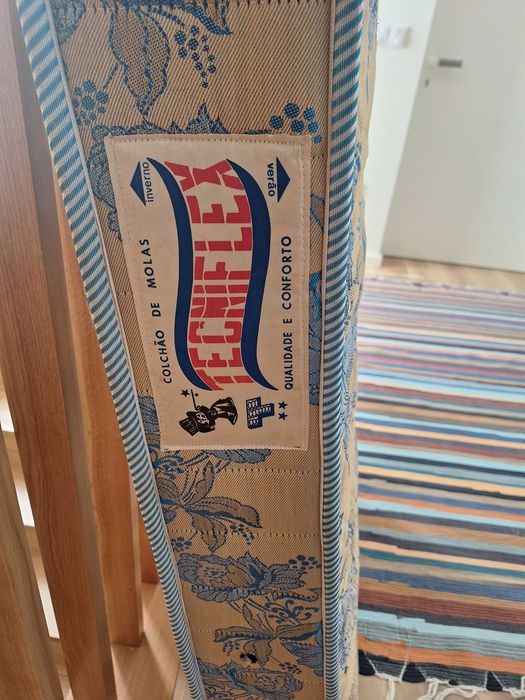 inverno
verão
COLCHÃO DE MOLAS
TECNIFLEX
QUALIDADE E CONFORTO